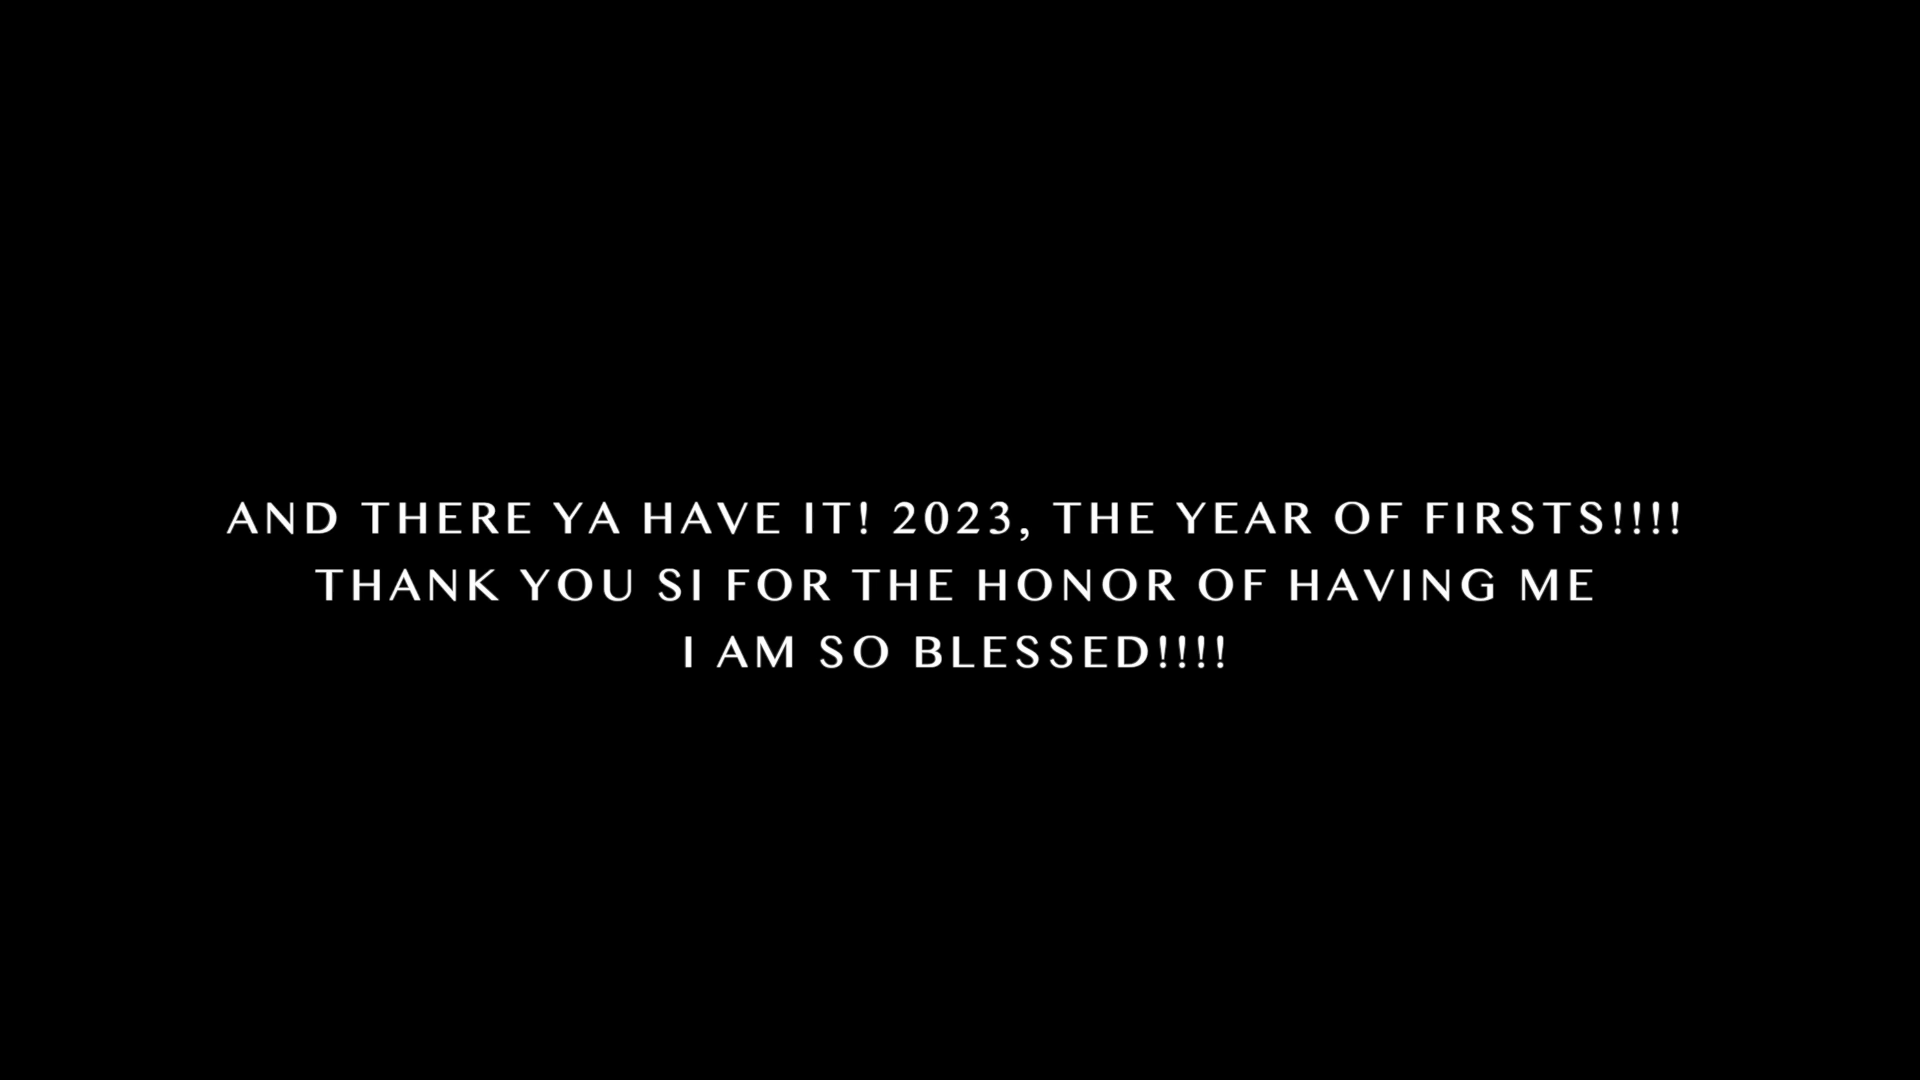 AND THERE YA HAVE IT! 2023, THE YEAR OF FIRSTS!!!!
THANK YOU SI FOR THE HONOR OF HAVING ME
I AM SO BLESSED!!!!